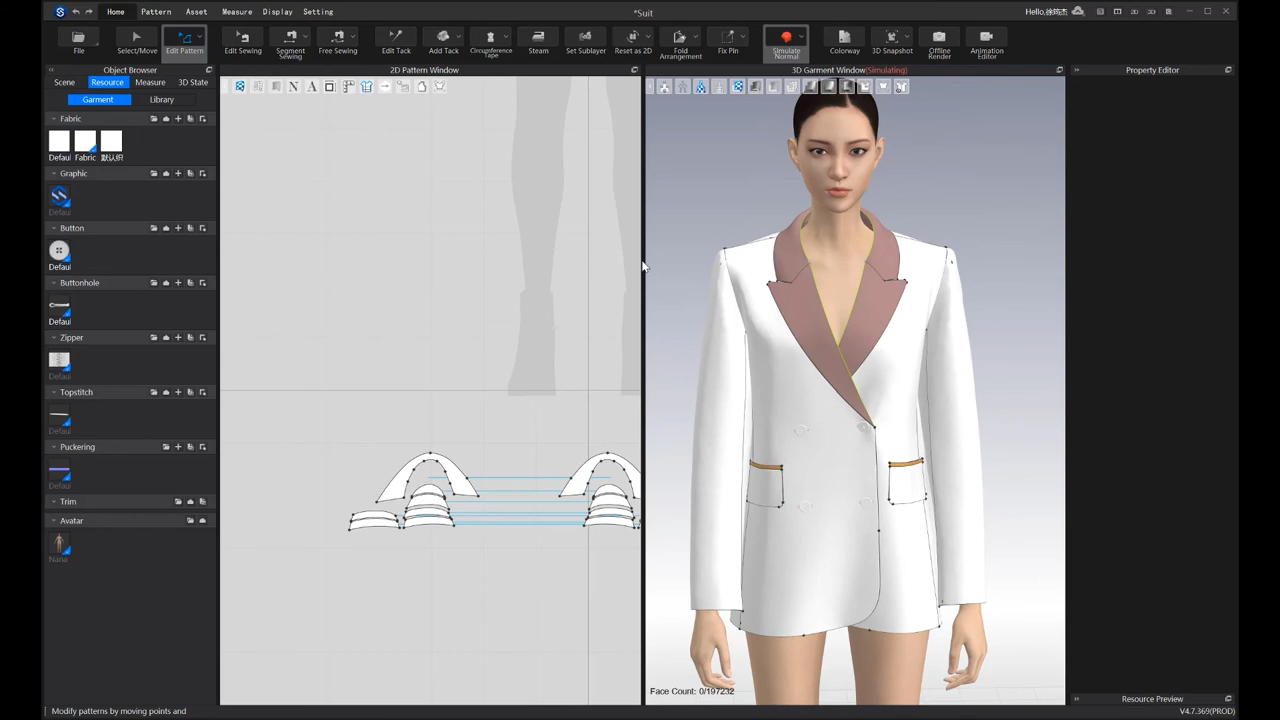 Home
Pattern
Asset
Measure
Display
Setting
*Suit
File
Select/Move
Edit Pattern
Edit Sewing
Segment Sewing
Free Sewing
Edit Tack
Add Tack
Circumference Tape
Steam
Set Sublayer
Reset as 2D
Fold Arrangement
Fix Pin
Simulate Normal
Colorway
3D Snapshot
Offline Render
Animation Editor
Object Browser
2D Pattern Window
3D Garment Window(Simulating)
Property Editor
Scene
Resource
Measure
3D State
Garment
Library
Fabric
Defaul
Fabric
默认织
Graphic
Defaul
Button
Defaul
Buttonhole
Defaul
Zipper
Defaul
Topstitch
Defaul
Puckering
Defaul
Trim
Avatar
Nana
Face Count: 0/197232
Resource Preview
Modify patterns by moving points and
V4.7.369(PROD)